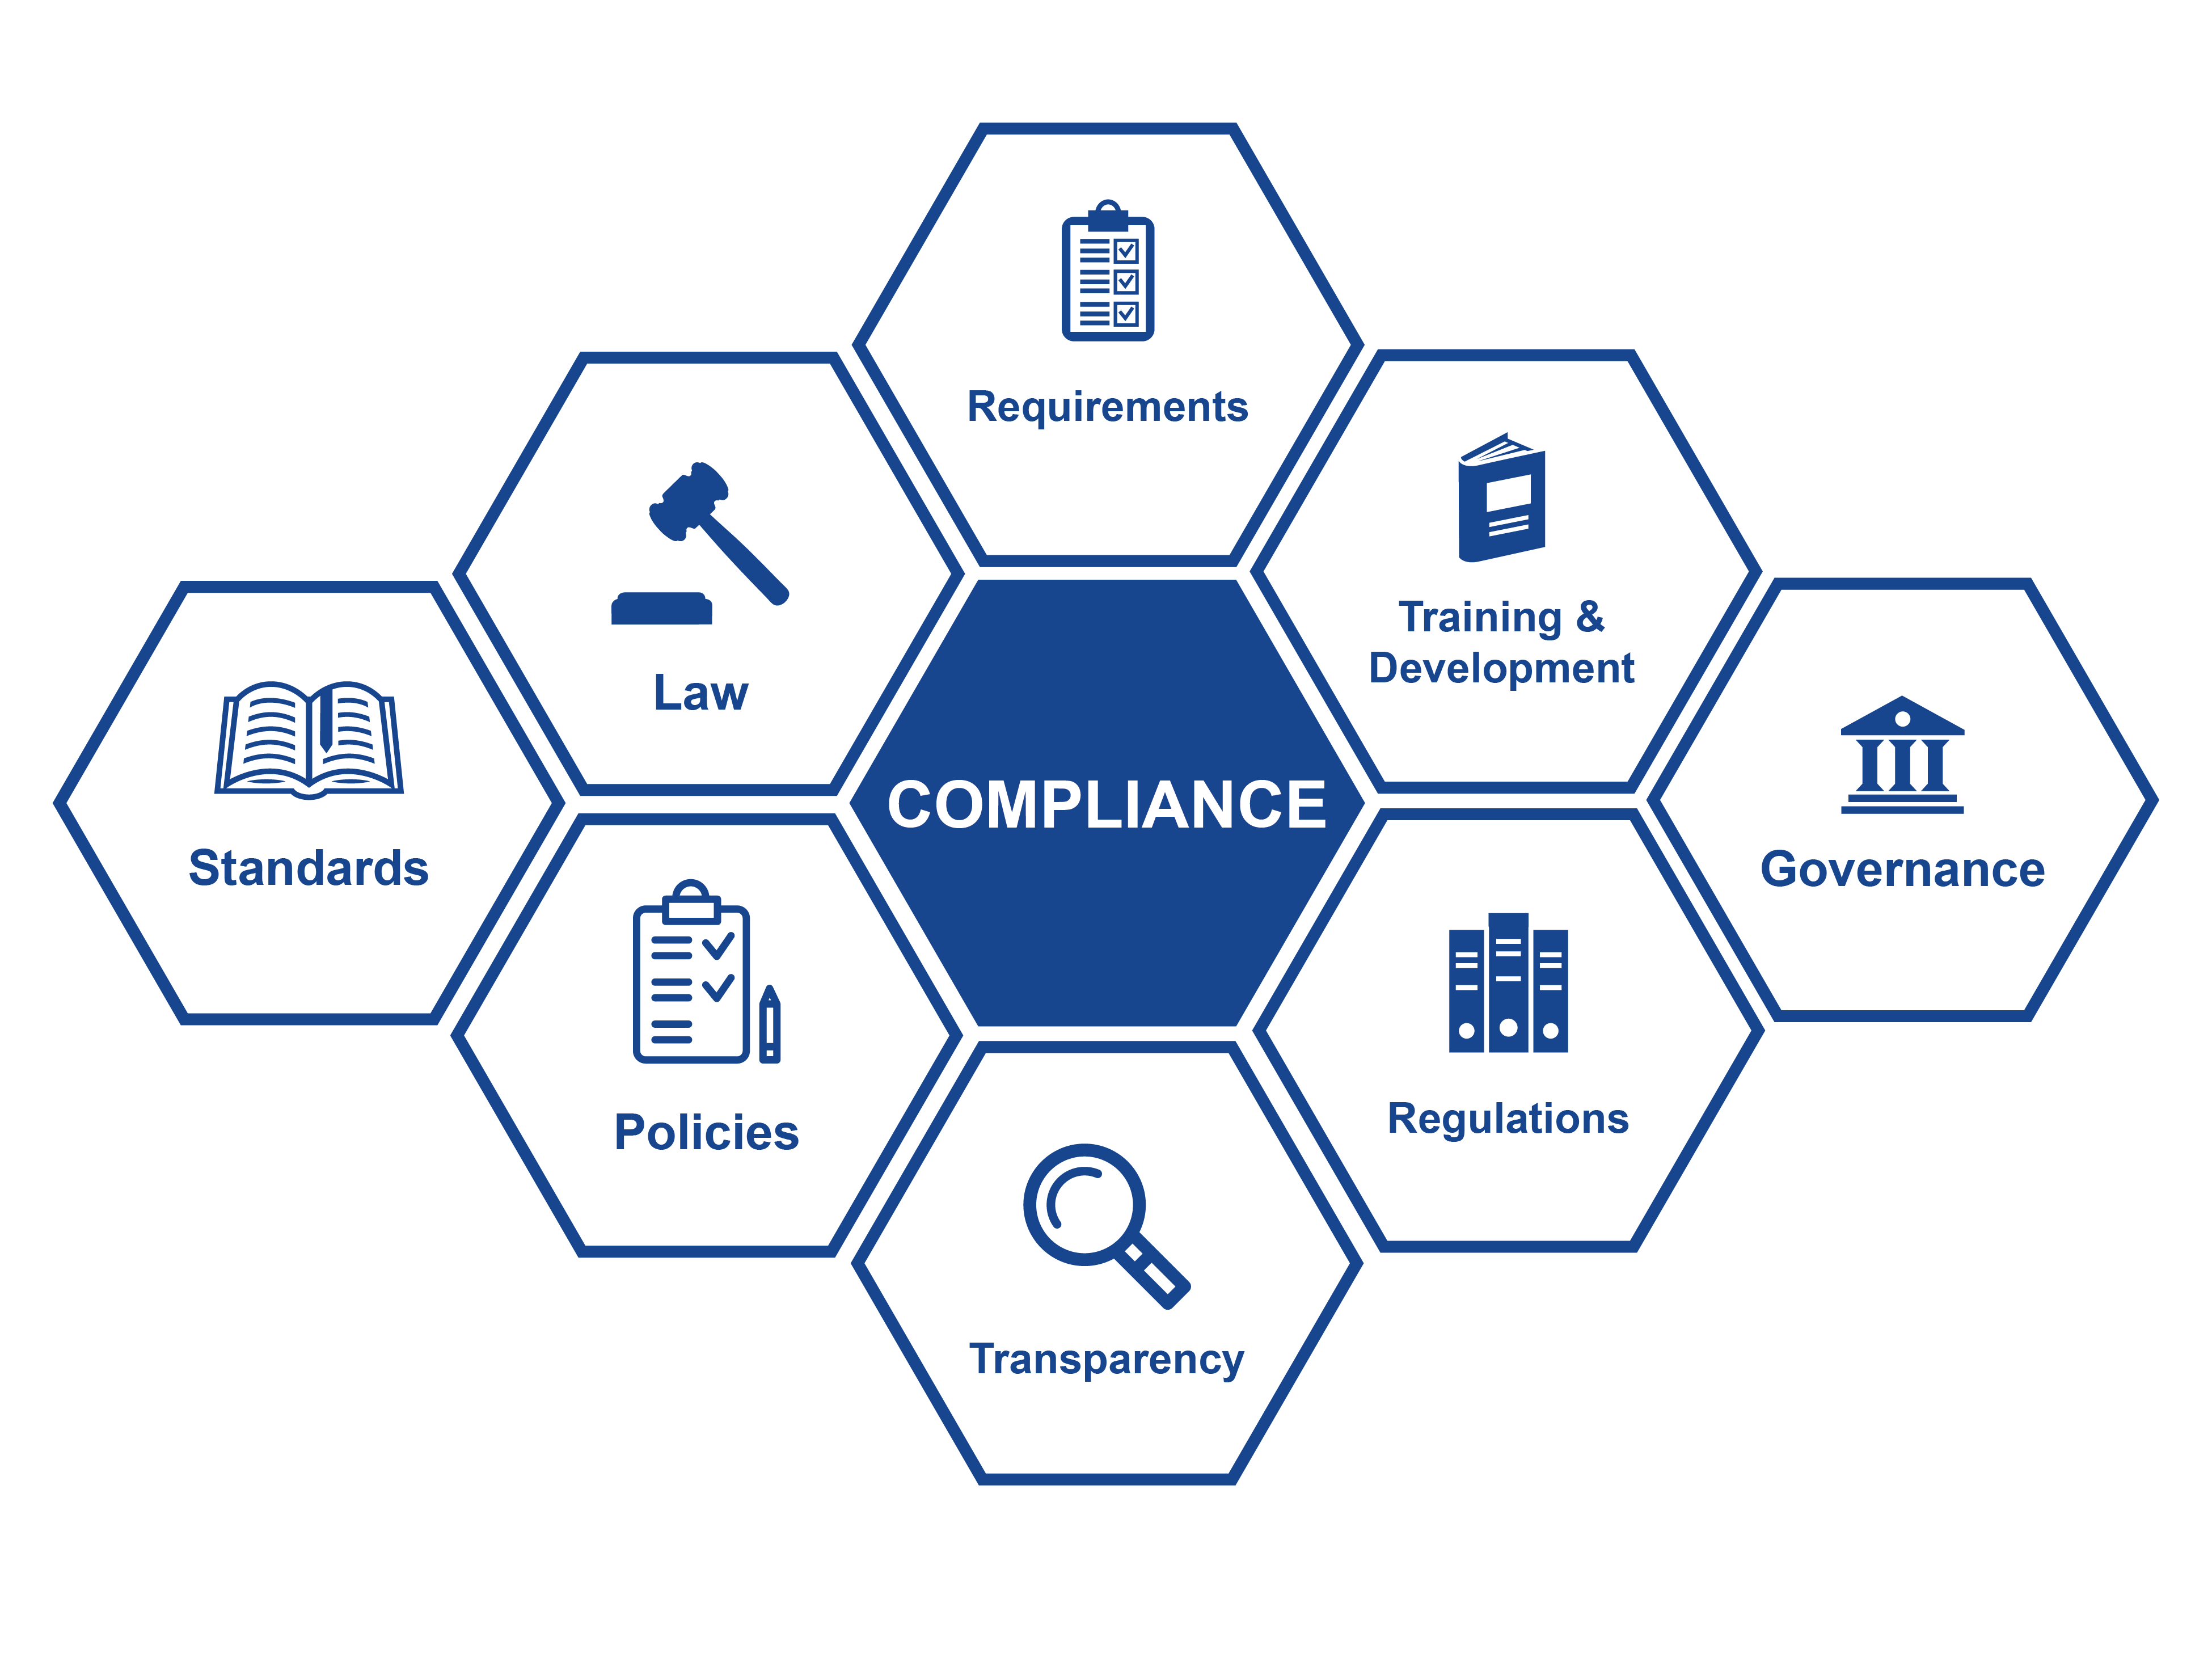 Requirements
Law
Training &
Development
Standards
COMPLIANCE
Governance
Policies
Regulations
Transparency